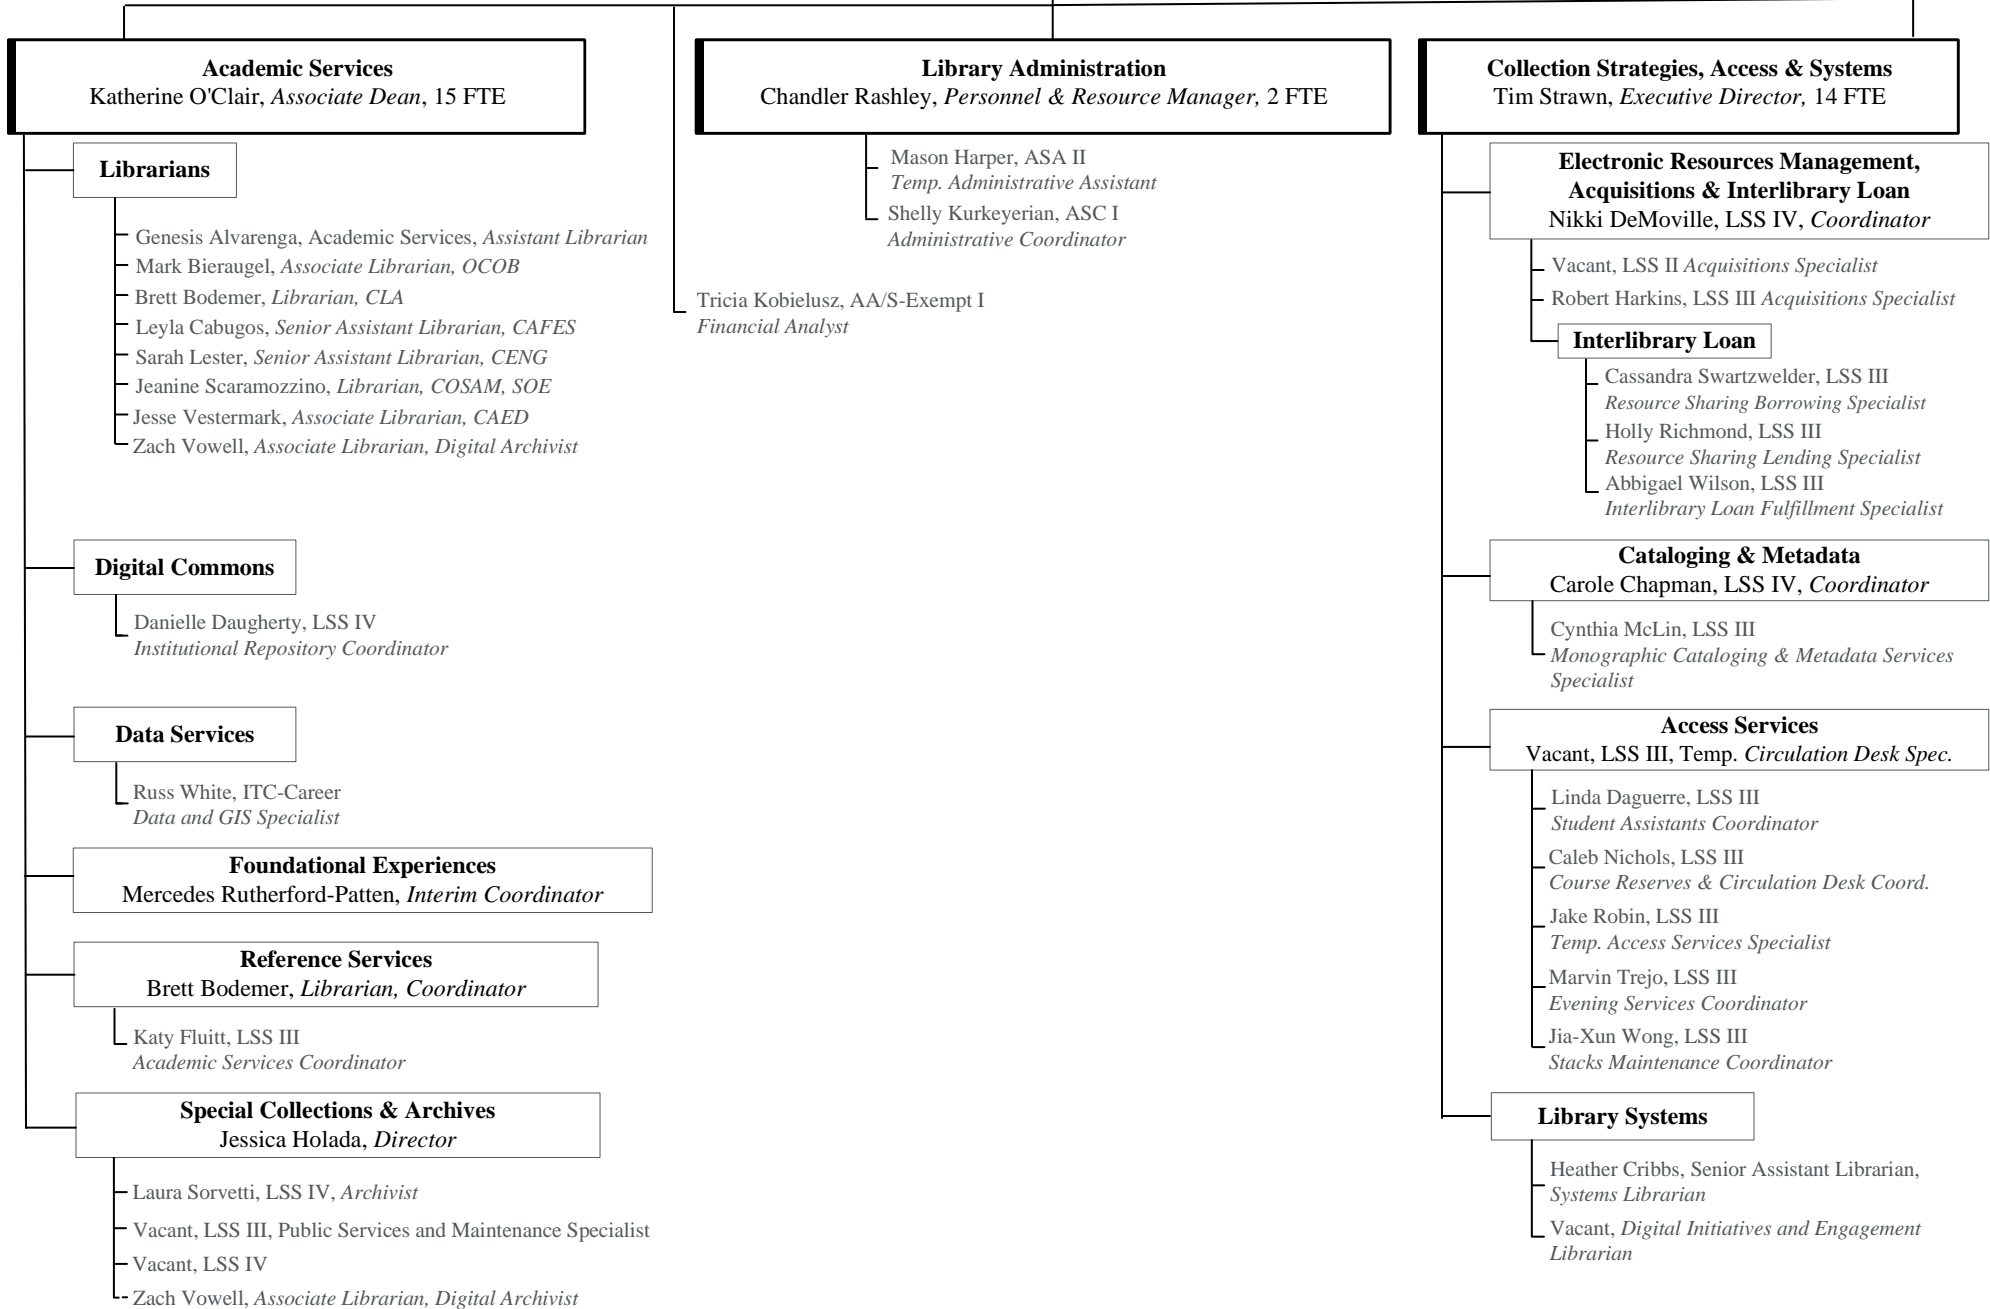 Academic Services
Katherine O'Clair, Associate Dean, 15 FTE
Librarians
Genesis Alvarenga, Academic Services, Assistant Librarian
Mark Bieraugel, Associate Librarian, OCOB
Brett Bodemer, Librarian, CLA
Leyla Cabugos, Senior Assistant Librarian, CAFES
Sarah Lester, Senior Assistant Librarian, CENG
Jeanine Scaramozzino, Librarian, COSAM, SOE
Jesse Vestermark, Associate Librarian, CAED
Zach Vowell, Associate Librarian, Digital Archivist
Digital Commons
Danielle Daugherty, LSS IV
Institutional Repository Coordinator
Data Services
Russ White, ITC-Career
Data and GIS Specialist
Foundational Experiences
Mercedes Rutherford-Patten, Interim Coordinator
Reference Services
Brett Bodemer, Librarian, Coordinator
Katy Fluitt, LSS III
Academic Services Coordinator
Special Collections & Archives
Jessica Holada, Director
Laura Sorvetti, LSS IV, Archivist
Vacant, LSS III, Public Services and Maintenance Specialist
Vacant, LSS IV
Zach Vowell, Associate Librarian, Digital Archivist
Library Administration
Chandler Rashley, Personnel & Resource Manager, 2 FTE
Mason Harper, ASA II
Temp. Administrative Assistant
Shelly Kurkeyerian, ASC I
Administrative Coordinator
Tricia Kobielusz, AA/S-Exempt I
Financial Analyst
Collection Strategies, Access & Systems
Tim Strawn, Executive Director, 14 FTE
Electronic Resources Management,
Acquisitions & Interlibrary Loan
Nikki DeMoville, LSS IV, Coordinator
Vacant, LSS II Acquisitions Specialist
Robert Harkins, LSS III Acquisitions Specialist
Interlibrary Loan
Cassandra Swartzwelder, LSS III
Resource Sharing Borrowing Specialist
Holly Richmond, LSS III
Resource Sharing Lending Specialist
Abbigael Wilson, LSS III
Interlibrary Loan Fulfillment Specialist
Cataloging & Metadata
Carole Chapman, LSS IV, Coordinator
Cynthia McLin, LSS III
Monographic Cataloging & Metadata Services
Specialist
Access Services
Vacant, LSS III, Temp. Circulation Desk Spec.
Linda Daguerre, LSS III
Student Assistants Coordinator
Caleb Nichols, LSS III
Course Reserves & Circulation Desk Coord.
Jake Robin, LSS III
Temp. Access Services Specialist
Marvin Trejo, LSS III
Evening Services Coordinator
Jia-Xun Wong, LSS III
Stacks Maintenance Coordinator
Library Systems
Heather Cribbs, Senior Assistant Librarian,
Systems Librarian
Vacant, Digital Initiatives and Engagement
Librarian